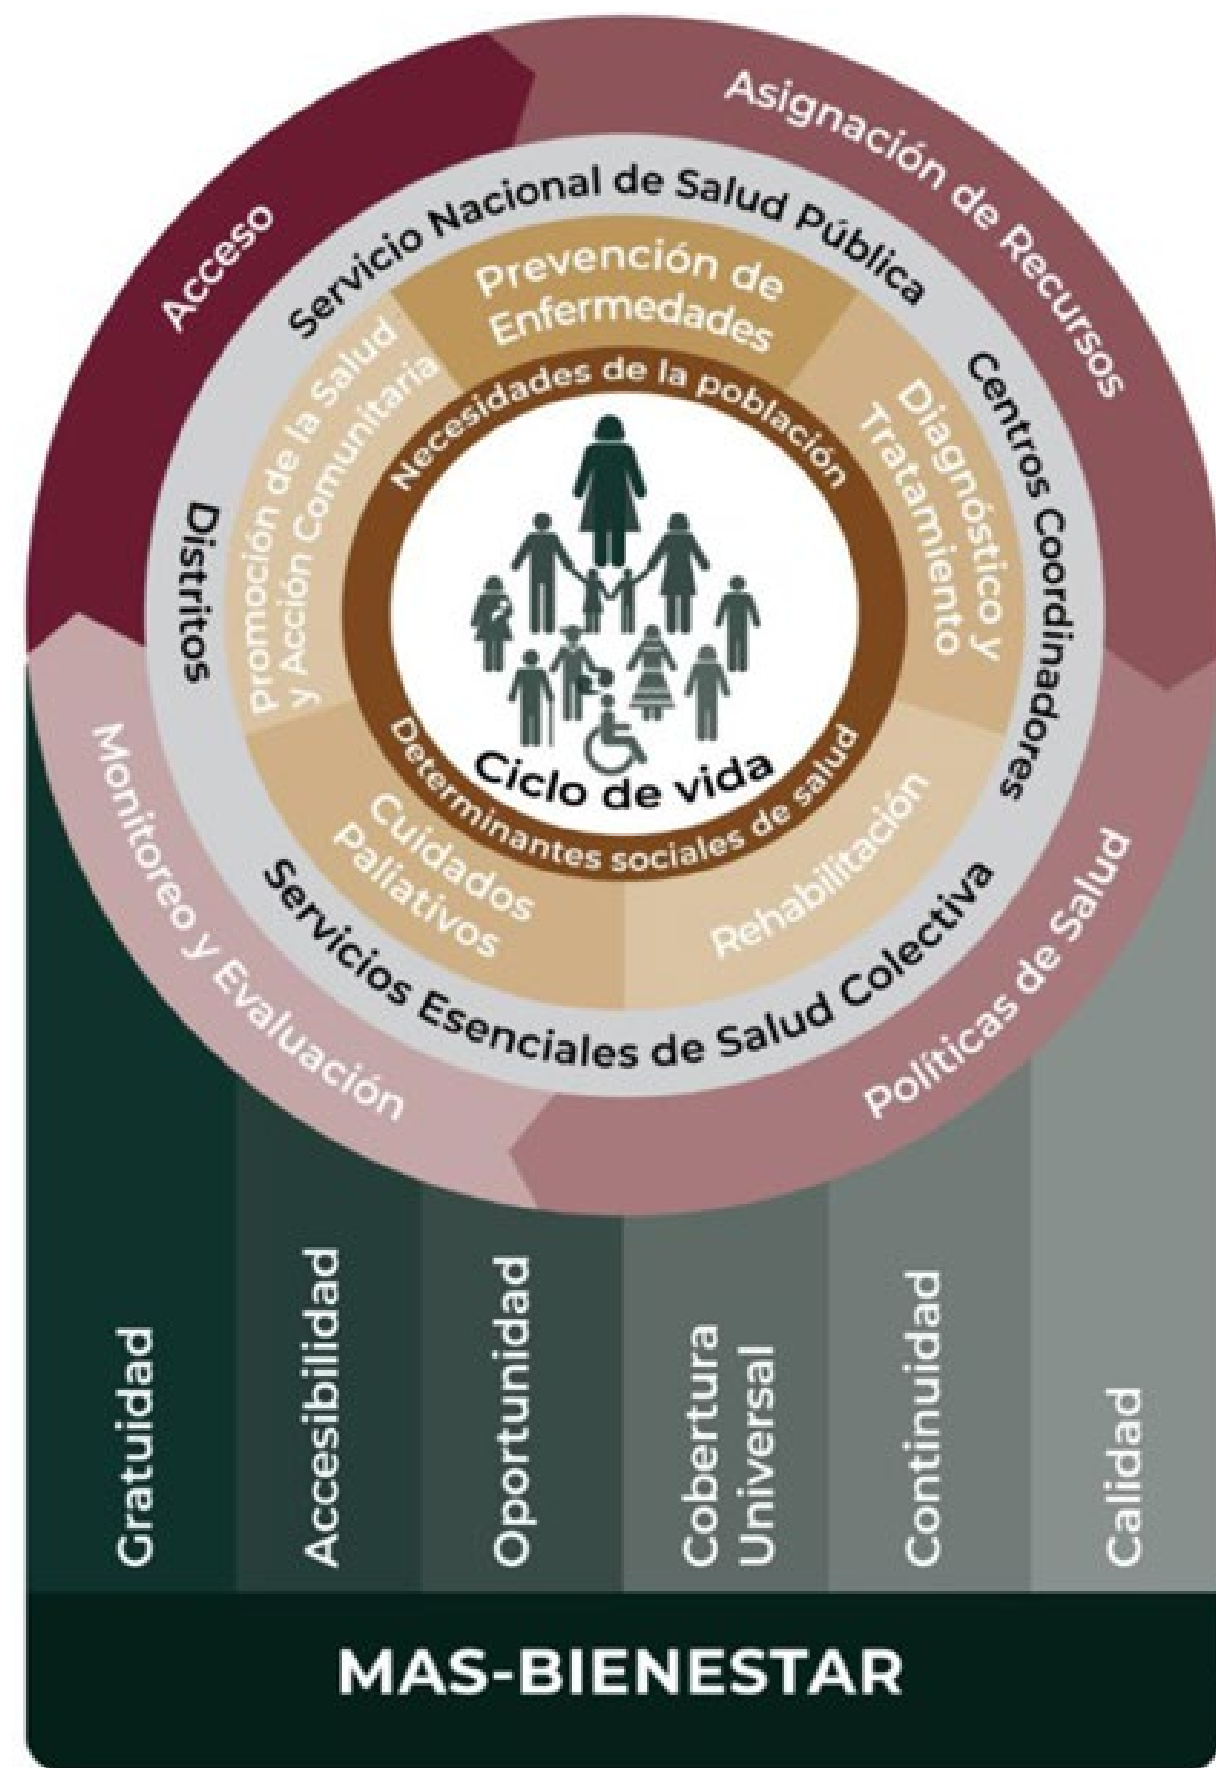 Acceso
Asignación de Recursos
Políticas de Salud
Monitoreo y Evaluación
Servicio Nacional de Salud Pública
Centros Coordinadores
Servicios Esenciales de Salud Colectiva
Distritos
Prevención de
Enfermedades
Diagnóstico y
Tratamiento
Rehabilitación
Cuidados
Paliativos
Promoción de la Salud
y Acción Comunitaria
Necesidades de la población
Determinantes sociales de salud
Ciclo de vida
Gratuidad
Accesibilidad
Oportunidad
Cobertura
Universal
Continuidad
Calidad
MAS-BIENESTAR